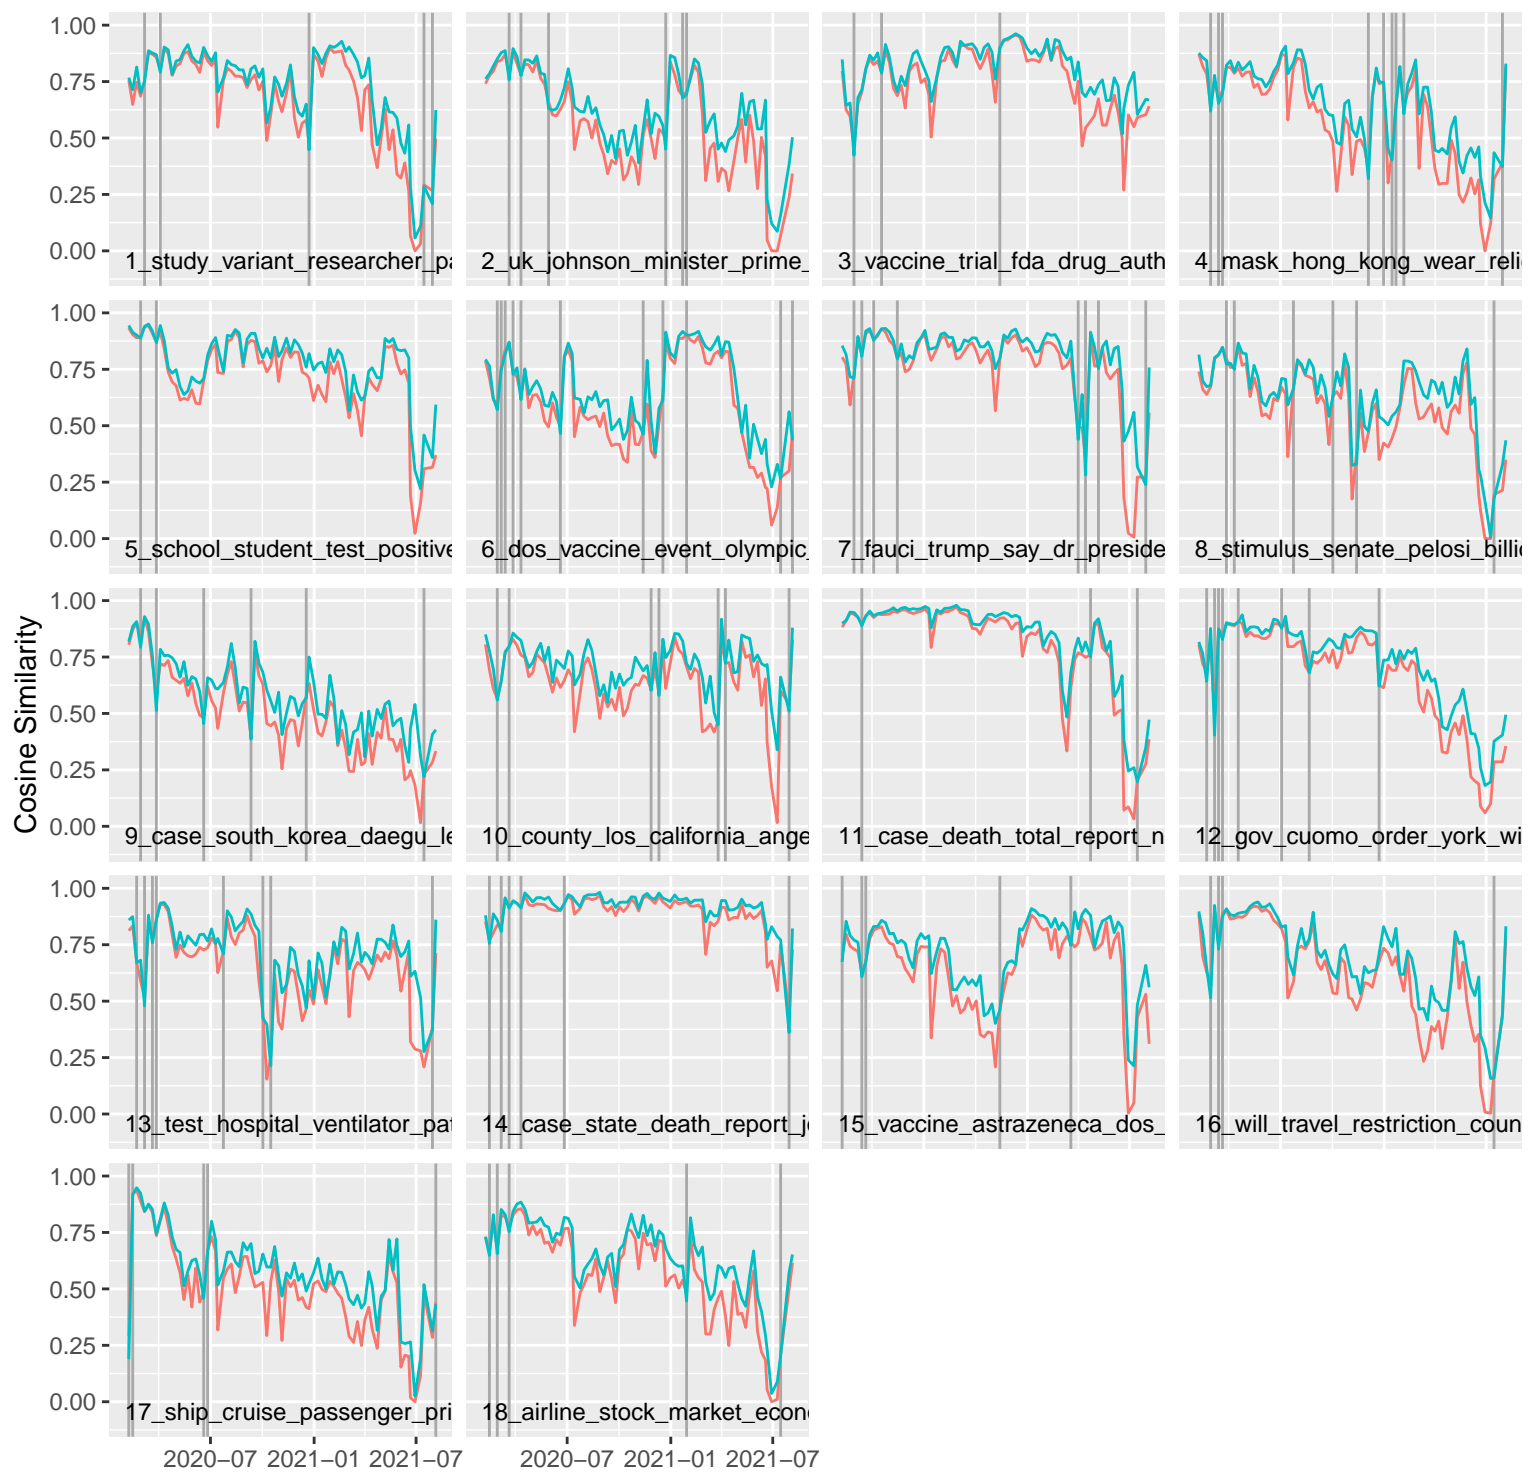 Cosine Similarity
1.00
0.75
0.50
0.25
0.00
1_study_variant_researcher_pa
2_uk_johnson_minister_prime_
3_vaccine_trial_fda_drug_auth
4_mask_hong_kong_wear_reli
1.00
0.75
0.50
0.25
0.00
5_school_student_test_positive
6_dos_vaccine_event_olympic_
7_fauci_trump_say_dr_preside
8_stimulus_senate_pelosi_billi
1.00
0.75
0.50
0.25
0.00
9_case_south_korea_daegu_le
10_county_los_california_ange
11_case_death_total_report_n
12_gov_cuomo_order_york_wi
1.00
0.75
0.50
0.25
0.00
13_test_hospital_ventilator_pat
14_case_state_death_report_j
15_vaccine_astrazeneca_dos_
16_will_travel_restriction_coun
1.00
0.75
0.50
0.25
0.00
17_ship_cruise_passenger_pri
18_airline_stock_market_econ
2020−07 2021−01 2021−07
2020−07 2021−01 2021−07